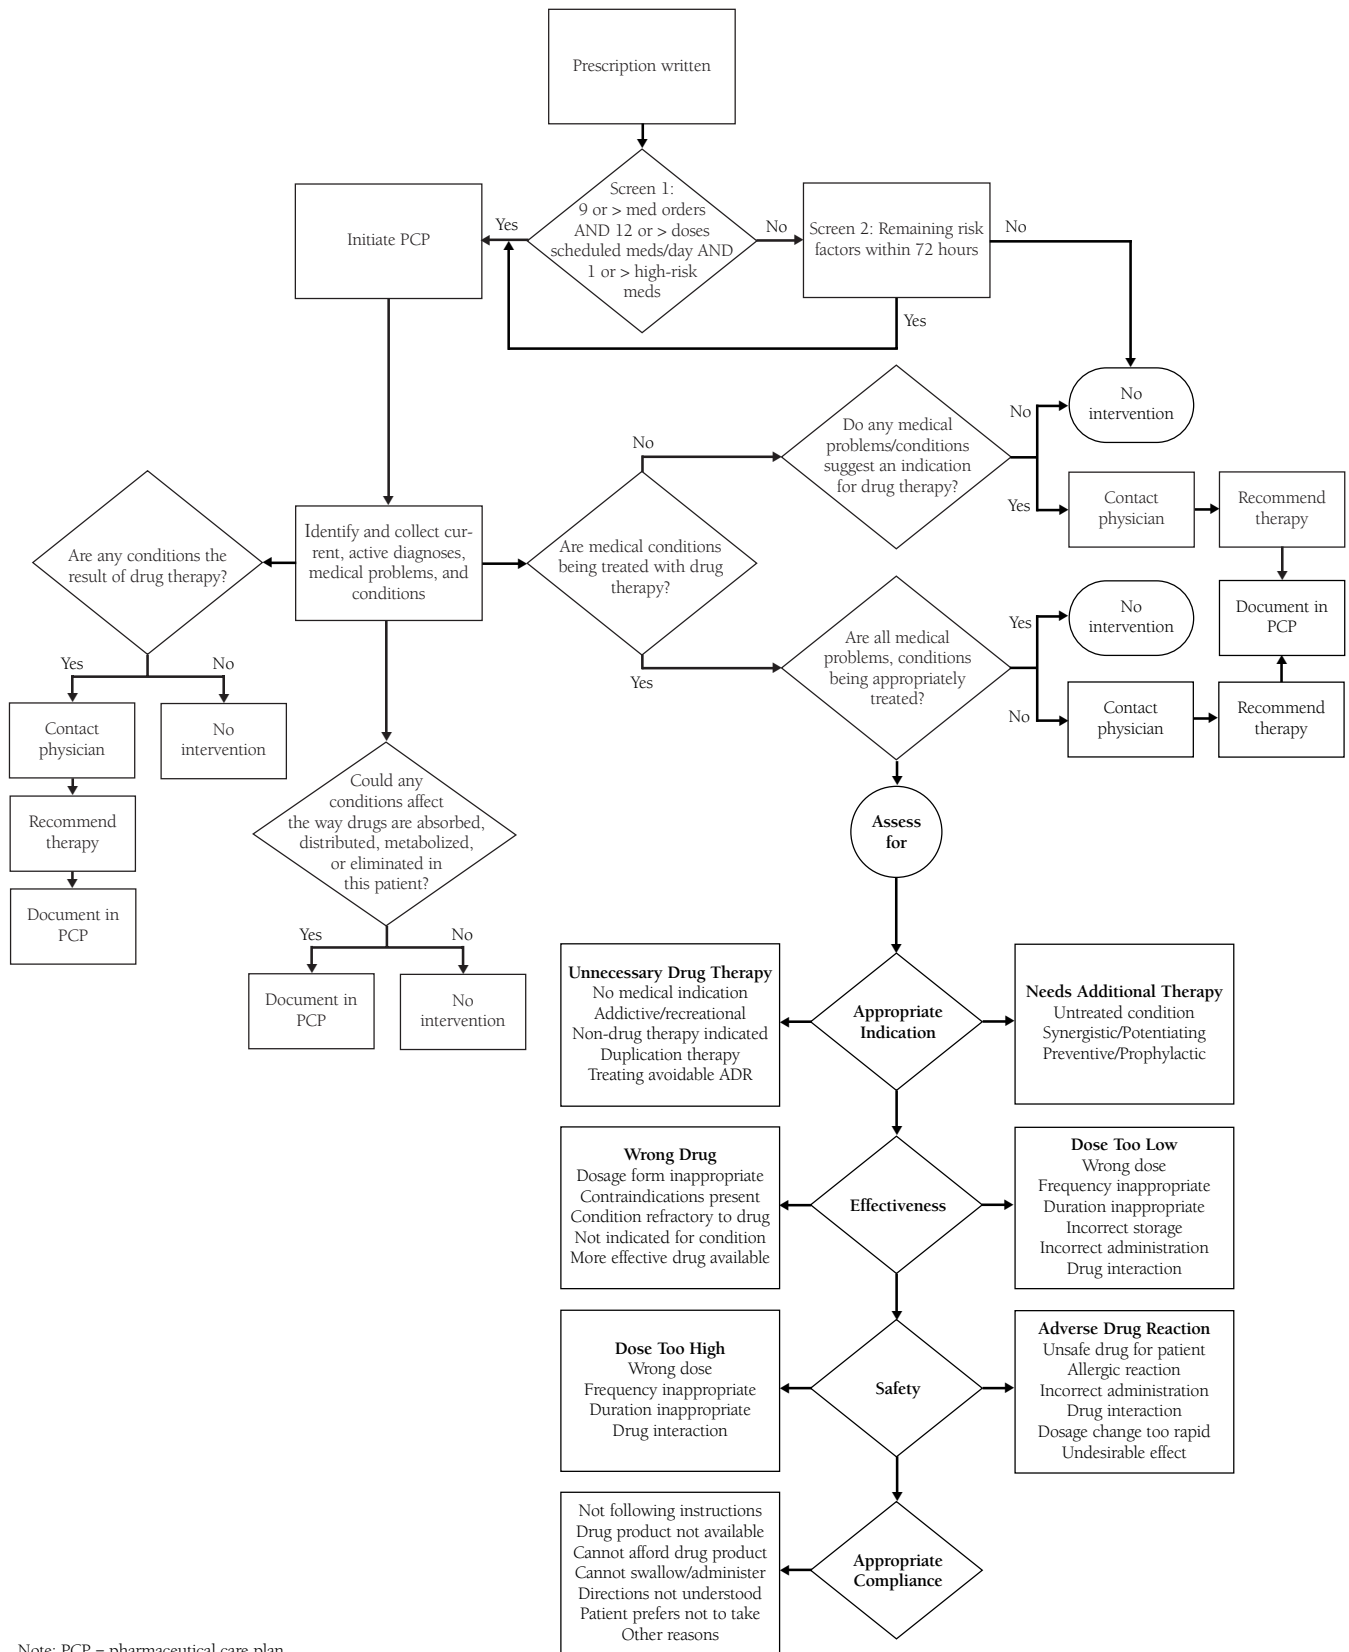 Prescription written
Screen 1:
9 or > med orders
AND 12 or > doses
scheduled meds/day AND
1 or > high-risk
meds
Yes
No
Initiate PCP
Screen 2: Remaining risk
factors within 72 hours
No
Yes
No
intervention
Do any medical
problems/conditions
suggest an indication
for drug therapy?
No
Yes
Contact
physician
Recommend
therapy
Document in
PCP
No
Are medical conditions
being treated with drug
therapy?
Yes
Identify and collect cur-
rent, active diagnoses,
medical problems, and
conditions
Are any conditions the
result of drug therapy?
Yes
No
Contact
physician
No
intervention
Recommend
therapy
Document in
PCP
Are all medical
problems, conditions
being appropriately
treated?
Yes
No
intervention
No
Contact
physician
Recommend
therapy
Could any
conditions affect
the way drugs are absorbed,
distributed, metabolized,
or eliminated in
this patient?
Yes
No
Document in
PCP
No
intervention
Assess
for
Unnecessary Drug Therapy
No medical indication
Addictive/recreational
Non-drug therapy indicated
Duplication therapy
Treating avoidable ADR
Appropriate
Indication
Needs Additional Therapy
Untreated condition
Synergistic/Potentiating
Preventive/Prophylactic
Wrong Drug
Dosage form inappropriate
Contraindications present
Condition refractory to drug
Not indicated for condition
More effective drug available
Effectiveness
Dose Too Low
Wrong dose
Frequency inappropriate
Duration inappropriate
Incorrect storage
Incorrect administration
Drug interaction
Dose Too High
Wrong dose
Frequency inappropriate
Duration inappropriate
Drug interaction
Safety
Adverse Drug Reaction
Unsafe drug for patient
Allergic reaction
Incorrect administration
Drug interaction
Dosage change too rapid
Undesirable effect
Not following instructions
Drug product not available
Cannot afford drug product
Cannot swallow/administer
Directions not understood
Patient prefers not to take
Other reasons
Appropriate
Compliance
Note: PCP = pharmaceutical care plan